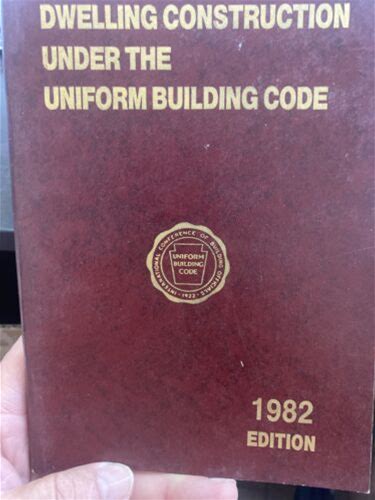 DWELLING CONSTRUCTION
UNDER THE
UNIFORM BUILDING CODE
INTERNATIONAL CONFERENCE OF BUILDING OFFICIALS
UNIFORM
BUILDING
CODE
· 1922 ·
1982
EDITION